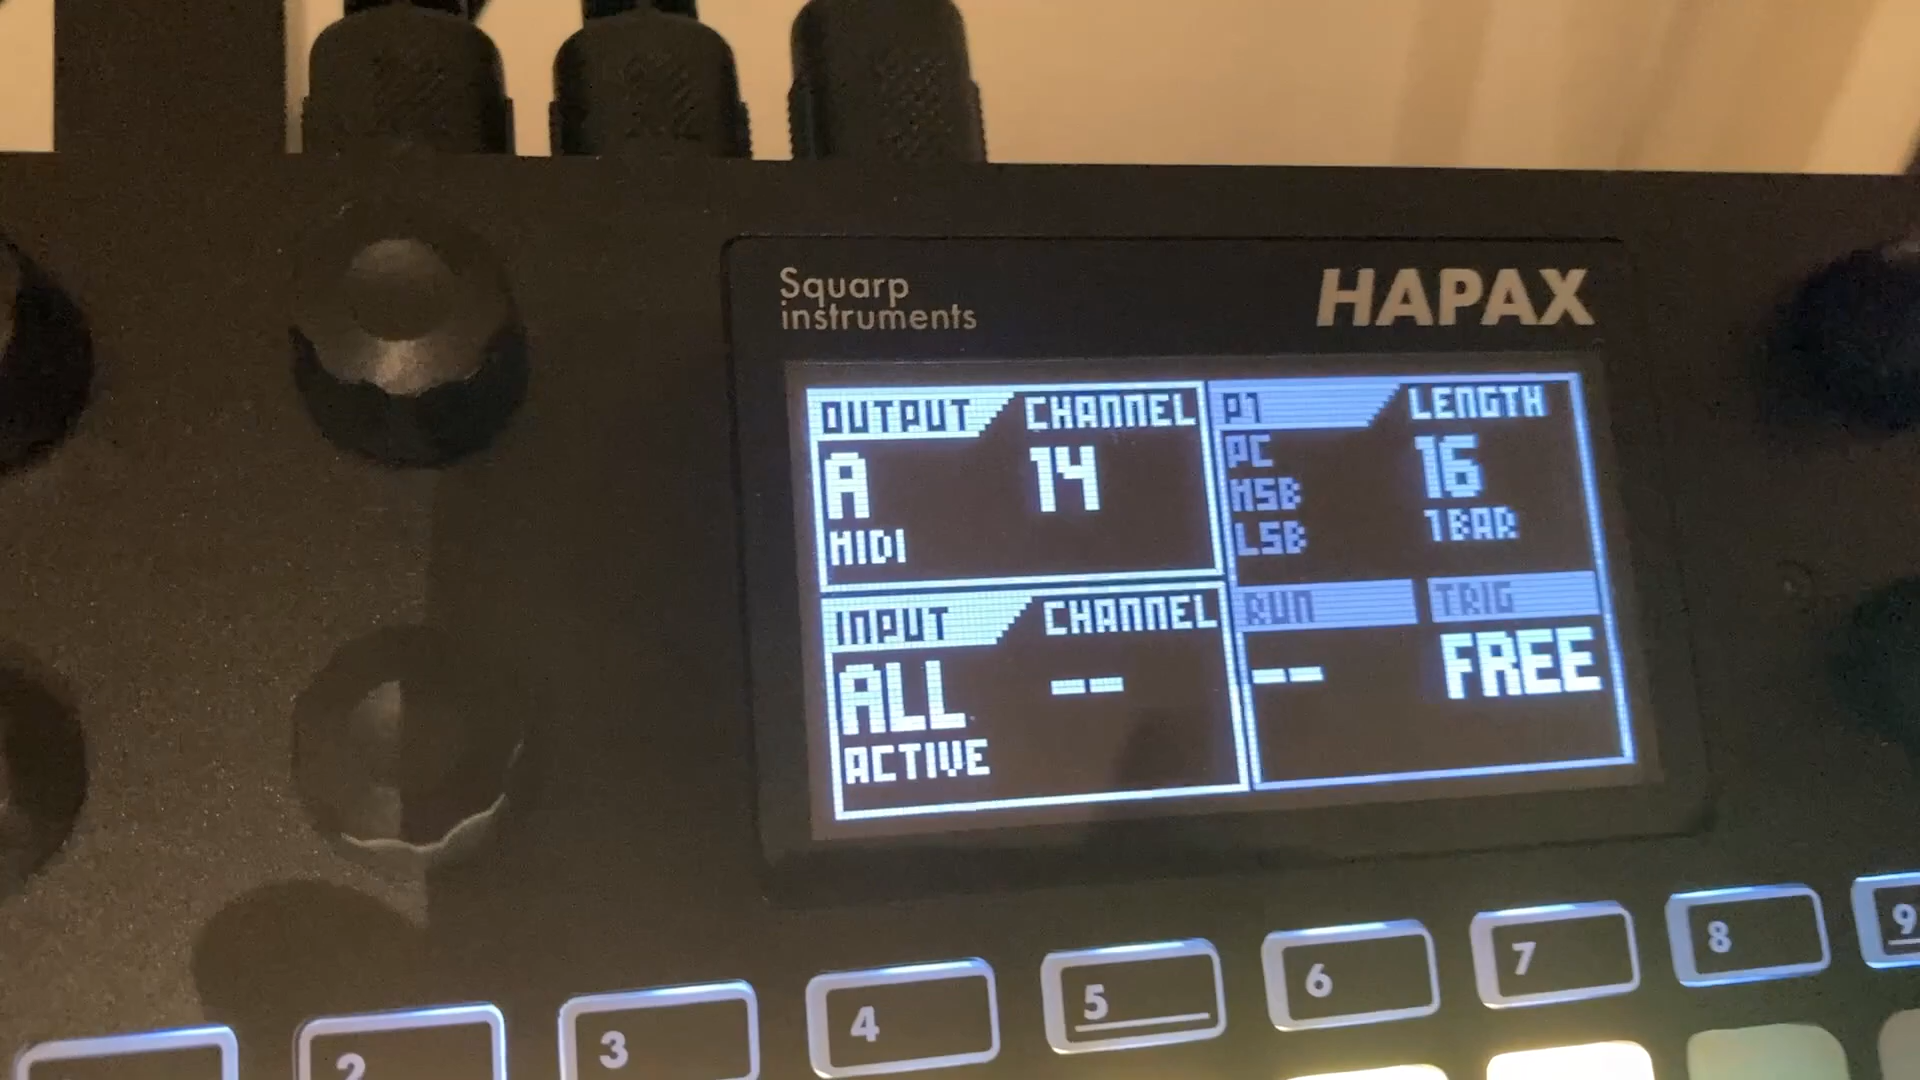 Squarp
instruments
HAPAX
OUTPUT CHANNEL
A 14
MIDI
INPUT CHANNEL
ALL --
ACTIVE
P1 LENGTH
PC 16
MSB
LSB 1BAR
RUN TRIG
-- FREE
2 3 4 5 6 7 8 9